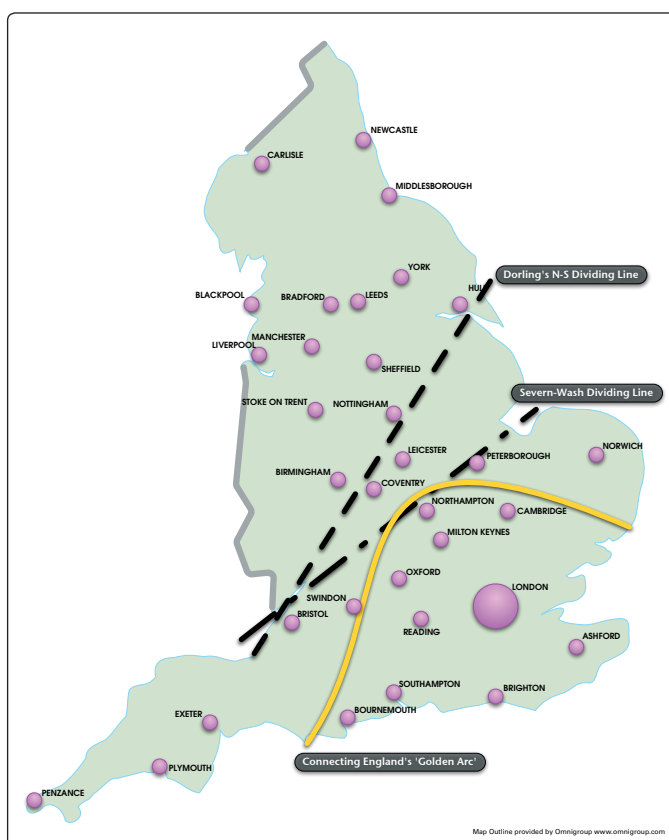 NEWCASTLE
CARLISLE
MIDDLESBOROUGH
YORK
Dorling's N-S Dividing Line
HULL
BLACKPOOL
BRADFORD
LEEDS
MANCHESTER
LIVERPOOL
SHEFFIELD
Severn-Wash Dividing Line
STOKE ON TRENT
NOTTINGHAM
NORWICH
LEICESTER
PETERBOROUGH
BIRMINGHAM
COVENTRY
NORTHAMPTON
CAMBRIDGE
MILTON KEYNES
OXFORD
LONDON
SWINDON
BRISTOL
READING
ASHFORD
SOUTHAMPTON
BRIGHTON
BOURNEMOUTH
EXETER
Connecting England's 'Golden Arc'
PLYMOUTH
PENZANCE
Map Outline provided by Omnigroup www.omnigroup.com